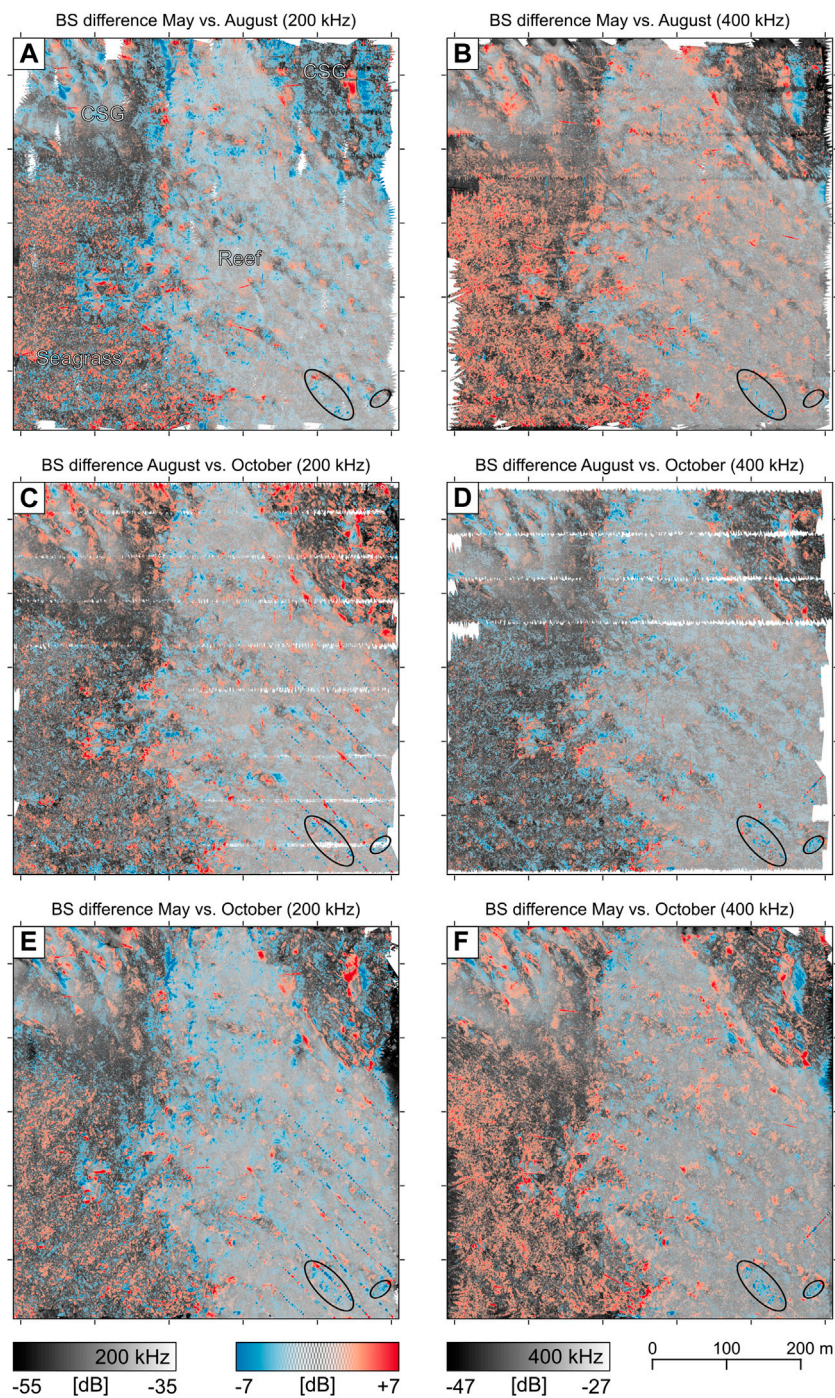 BS difference May vs. August (200 kHz)
BS difference May vs. August (400 kHz)
A
CSG
CSG
Reef
Seagrass
B
BS difference August vs. October (200 kHz)
BS difference August vs. October (400 kHz)
C
D
BS difference May vs. October (200 kHz)
BS difference May vs. October (400 kHz)
E
F
200 kHz
-55 [dB] -35
-7 [dB] +7
400 kHz
-47 [dB] -27
0 100 200 m